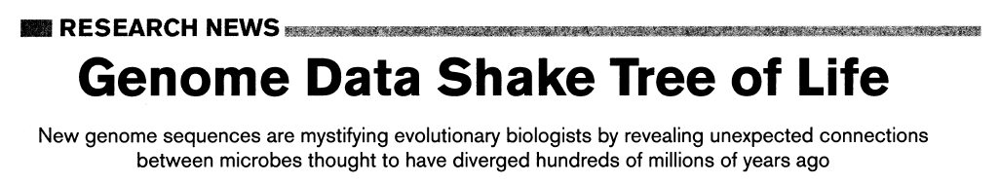 RESEARCH NEWS
Genome Data Shake Tree of Life
New genome sequences are mystifying evolutionary biologists by revealing unexpected connections
between microbes thought to have diverged hundreds of millions of years ago